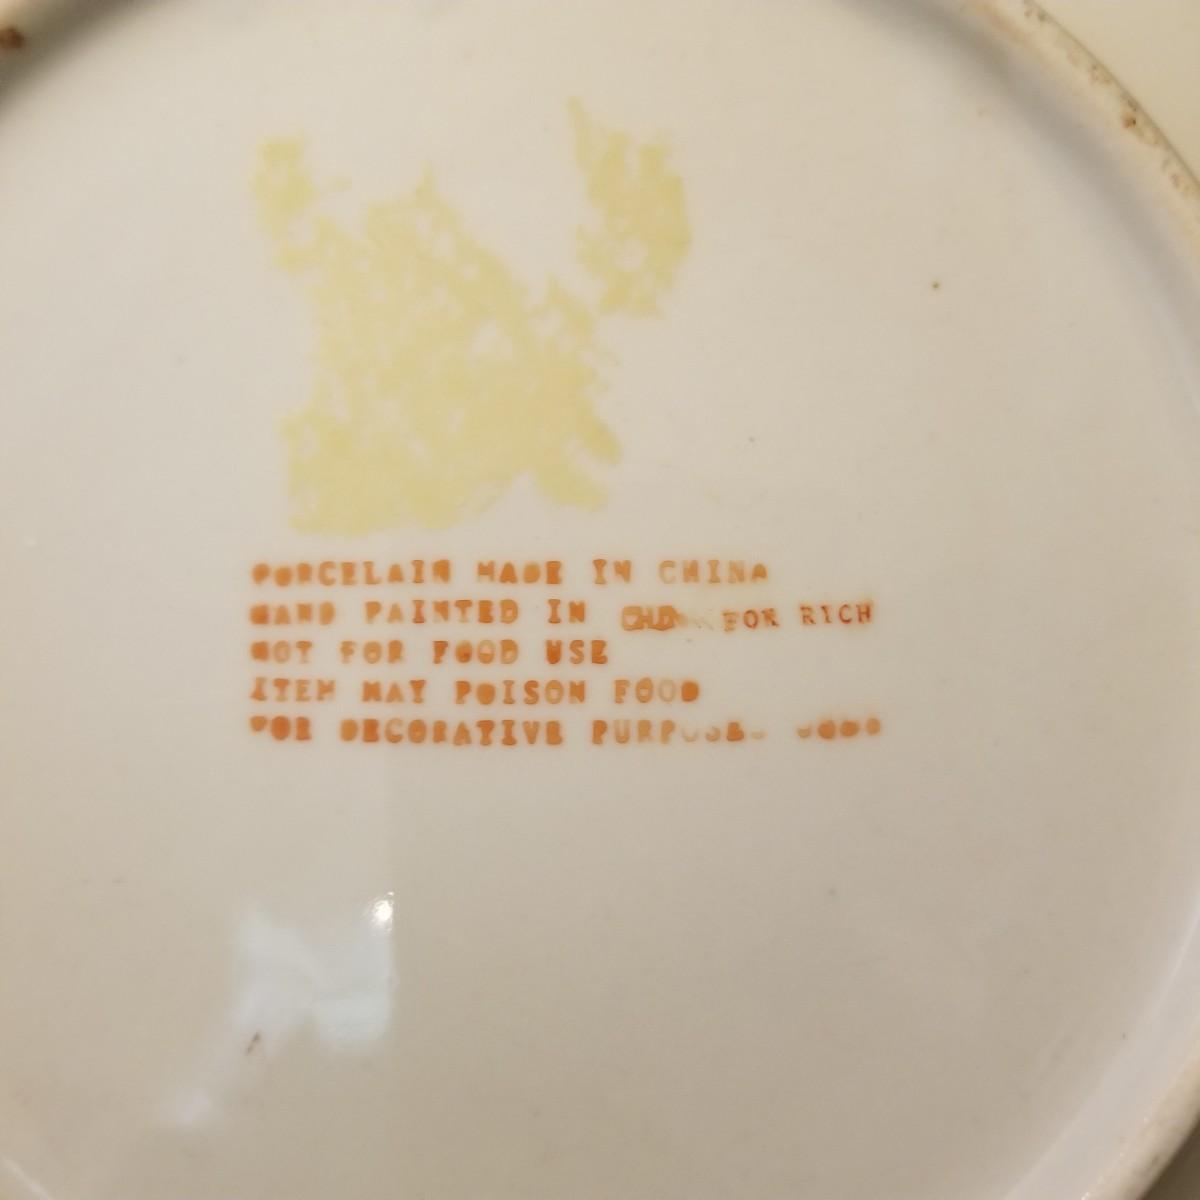 PORCELAIN MADE IN CHINA
HAND PAINTED IN FOR RICH
NOT FOR FOOD USE
ITEM MAY POISON FOOD
FOR DECORATIVE PURPOSES